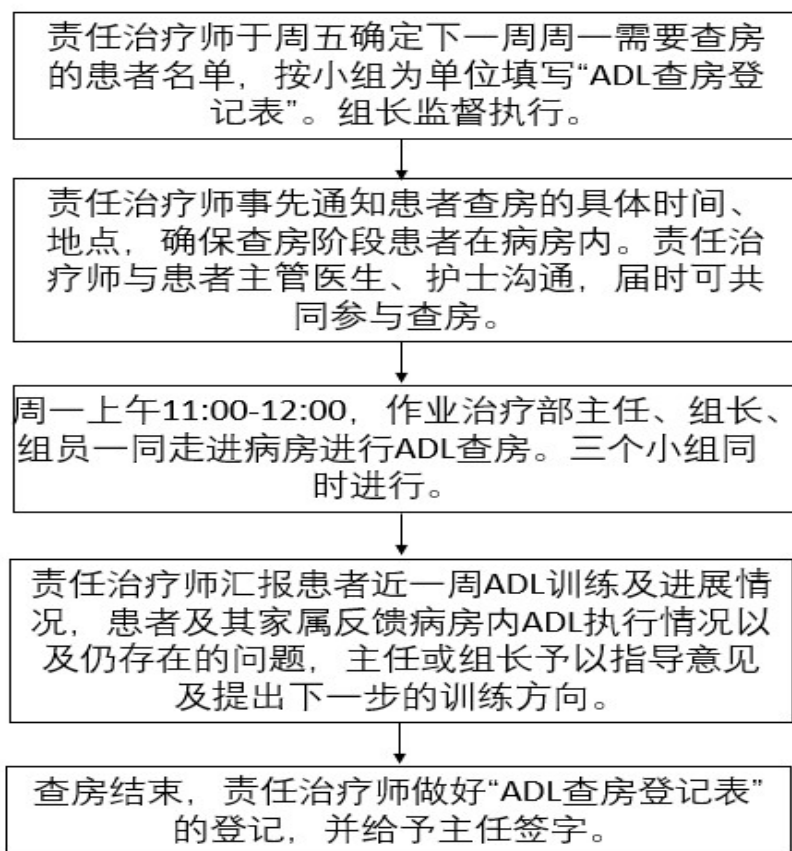 责任治疗师于周五确定下一周周一需要查房
的患者名单，按小组为单位填写“ADL查房登
记表”。组长监督执行。
责任治疗师事先通知患者查房的具体时间、
地点，确保查房阶段患者在病房内。责任治
疗师与患者主管医生、护士沟通，届时可共
同参与查房。
周一上午11:00-12:00，作业治疗部主任、组长、
组员一同走进病房进行ADL查房。三个小组同
时进行。
责任治疗师汇报患者近一周ADL训练及进展情
况，患者及其家属反馈病房内ADL执行情况以
及仍存在的问题，主任或组长予以指导意见
及提出下一步的训练方向。
查房结束，责任治疗师做好“ADL查房登记表”
的登记，并给予主任签字。